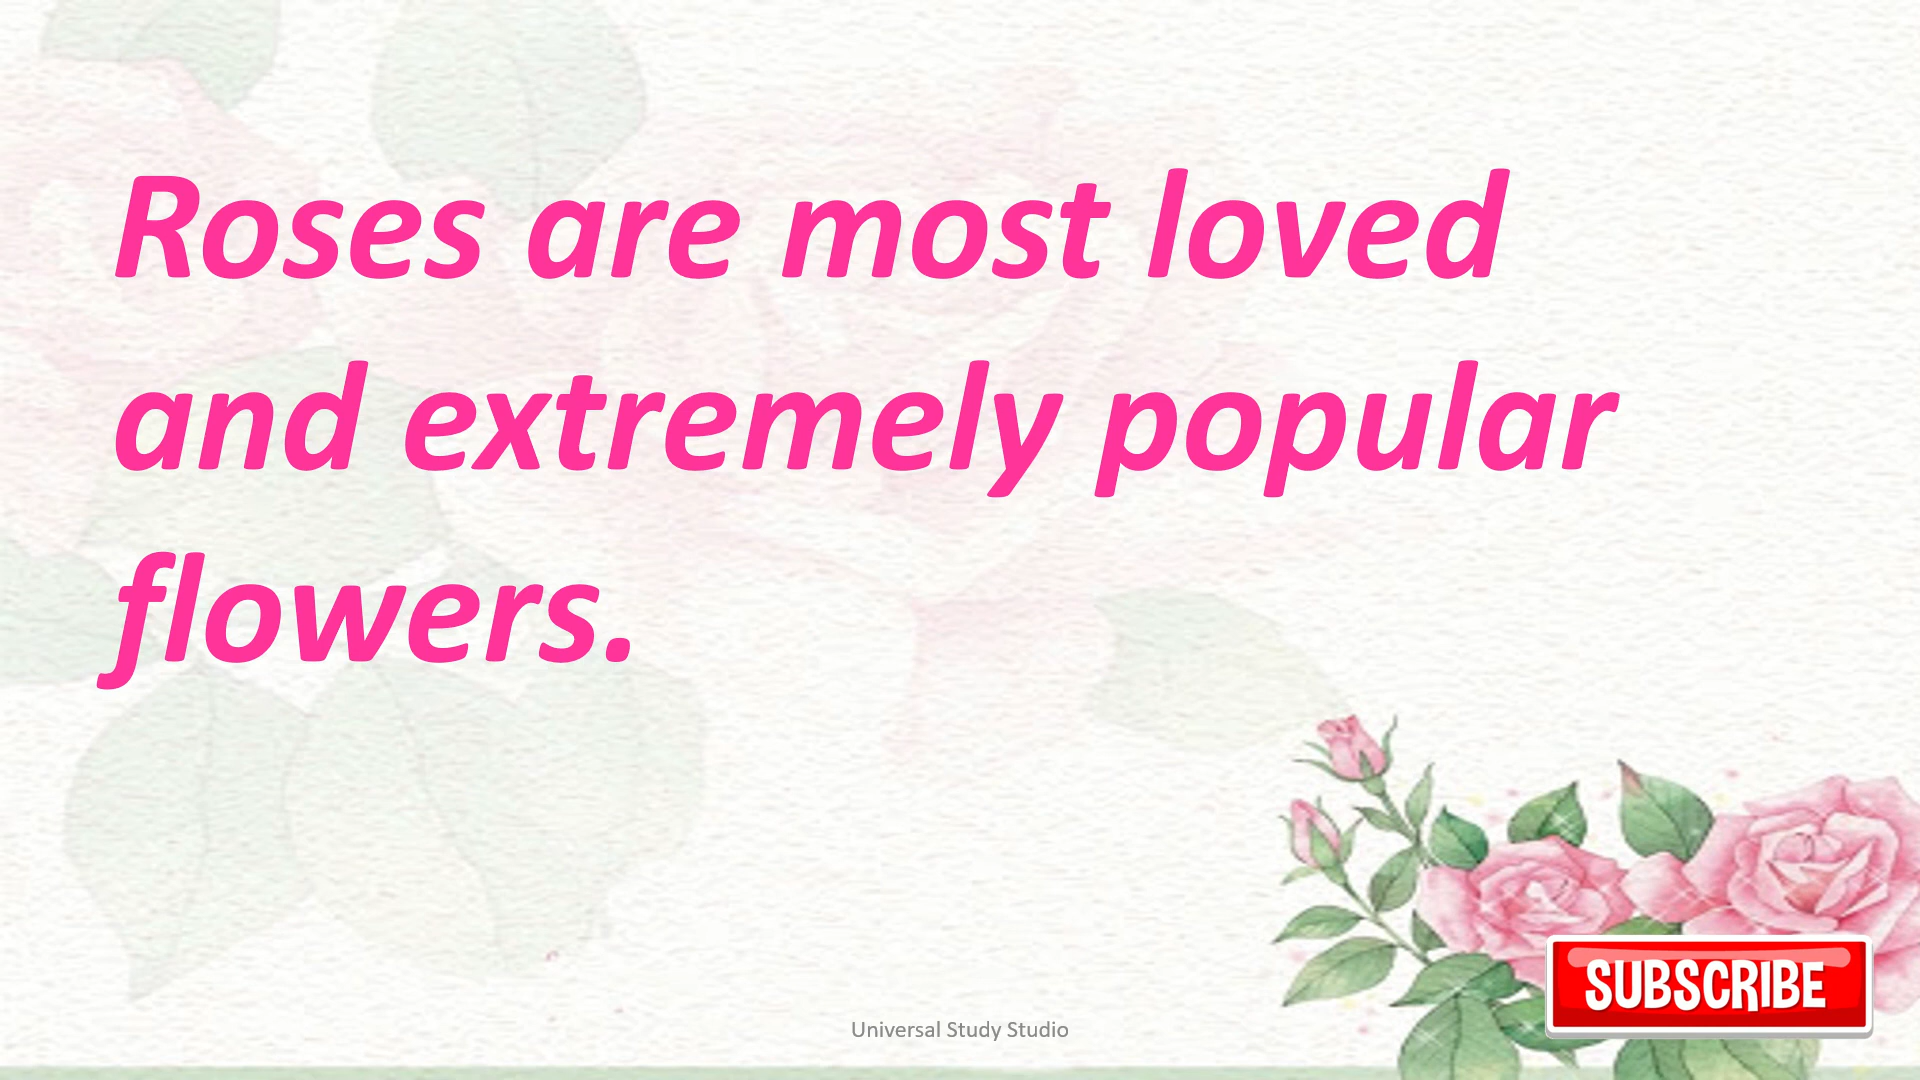 Roses are most loved
and extremely popular
flowers.
SUBSCRIBE
Universal Study Studio